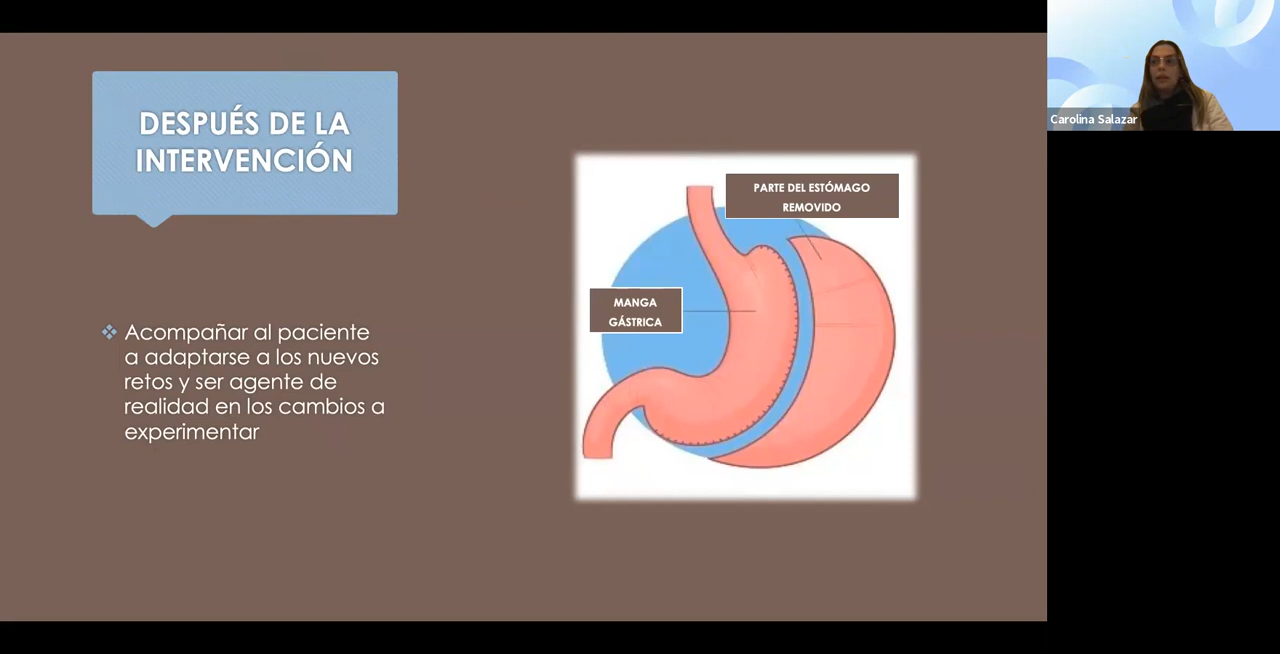 DESPUÉS DE LA
INTERVENCIÓN
Acompañar al paciente
a adaptarse a los nuevos
retos y ser agente de
realidad en los cambios a
experimentar
PARTE DEL ESTÓMAGO
REMOVIDO
MANGA
GÁSTRICA
Carolina Salazar